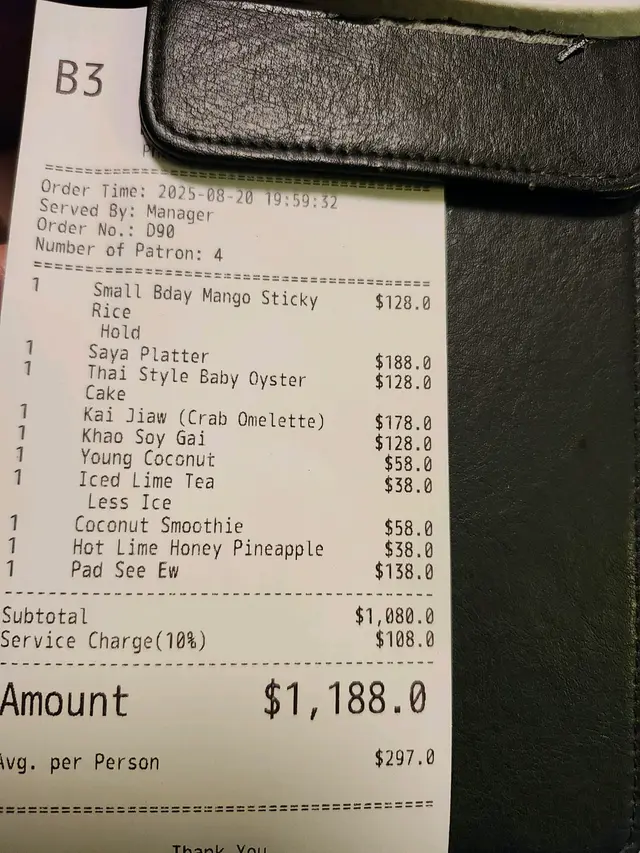 B3
==================================
Order Time: 2025-08-20 19:59:32
Served By: Manager
Order No.: D90
Number of Patron: 4
==================================
1 Small Bday Mango Sticky $128.0
Rice
Hold
1 Saya Platter $188.0
1 Thai Style Baby Oyster $128.0
Cake
1 Kai Jiaw (Crab Omelette) $178.0
1 Khao Soy Gai $128.0
1 Young Coconut $58.0
1 Iced Lime Tea $38.0
Less Ice
1 Coconut Smoothie $58.0
1 Hot Lime Honey Pineapple $38.0
1 Pad See Ew $138.0
----------------------------------
Subtotal $1,080.0
Service Charge(10%) $108.0
----------------------------------
Amount $1,188.0
Avg. per Person $297.0
==================================
Thank You